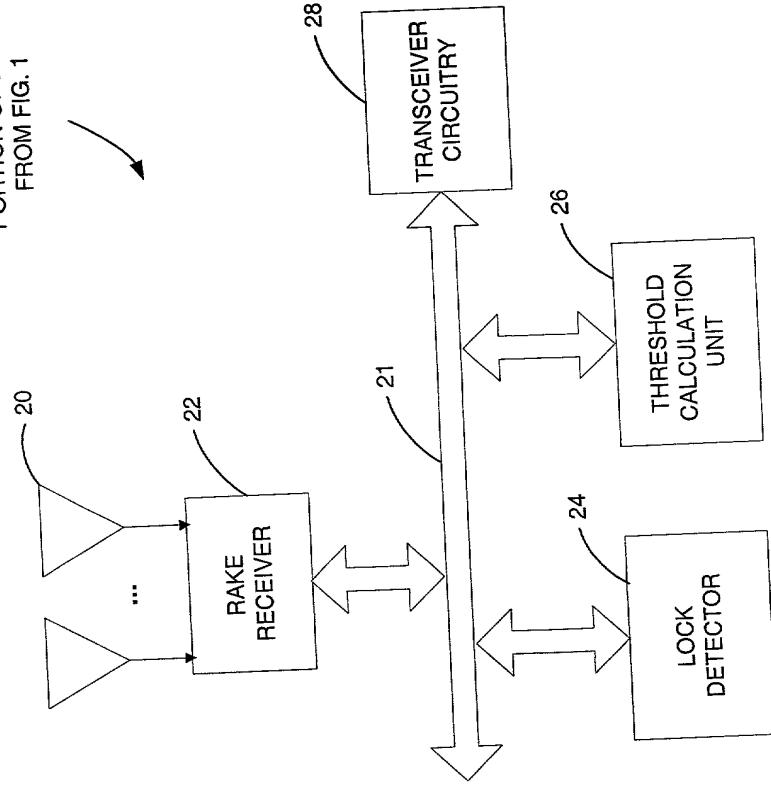 FROM FIG. 1
20
22
RAKE
RECEIVER
...
21
28
TRANSCEIVER
CIRCUITRY
24
LOCK
DETECTOR
26
THRESHOLD
CALCULATION
UNIT